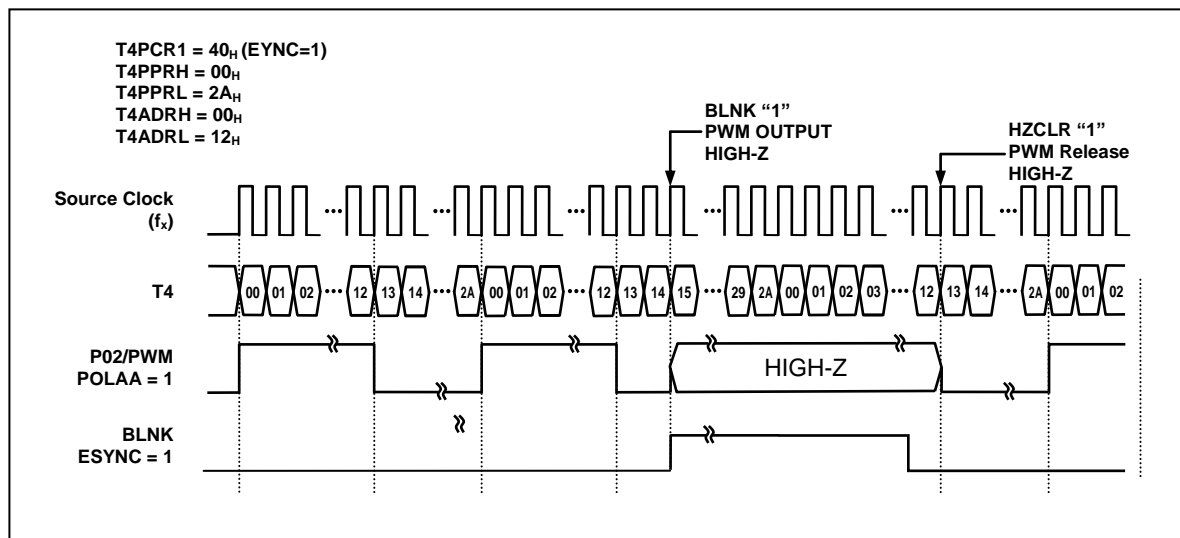 T4PCR1 = 40H (EYNC=1)
T4PPRH = 00H
T4PPRL = 2AH
T4ADRH = 00H
T4ADRL = 12H
BLNK “1”
PWM OUTPUT
HIGH-Z
HZCLR “1”
PWM Release
HIGH-Z
Source Clock
(fx)
... ... ... ... ... ...
T4
00 01 02 ... 12 13 14 ... 2A 00 01 02 ... 12 13 14 15 ... 29 2A 00 01 02 03 ... 12 13 14 ... 2A 00 01 02
P02/PWM
POLAA = 1
HIGH-Z
BLNK
ESYNC = 1